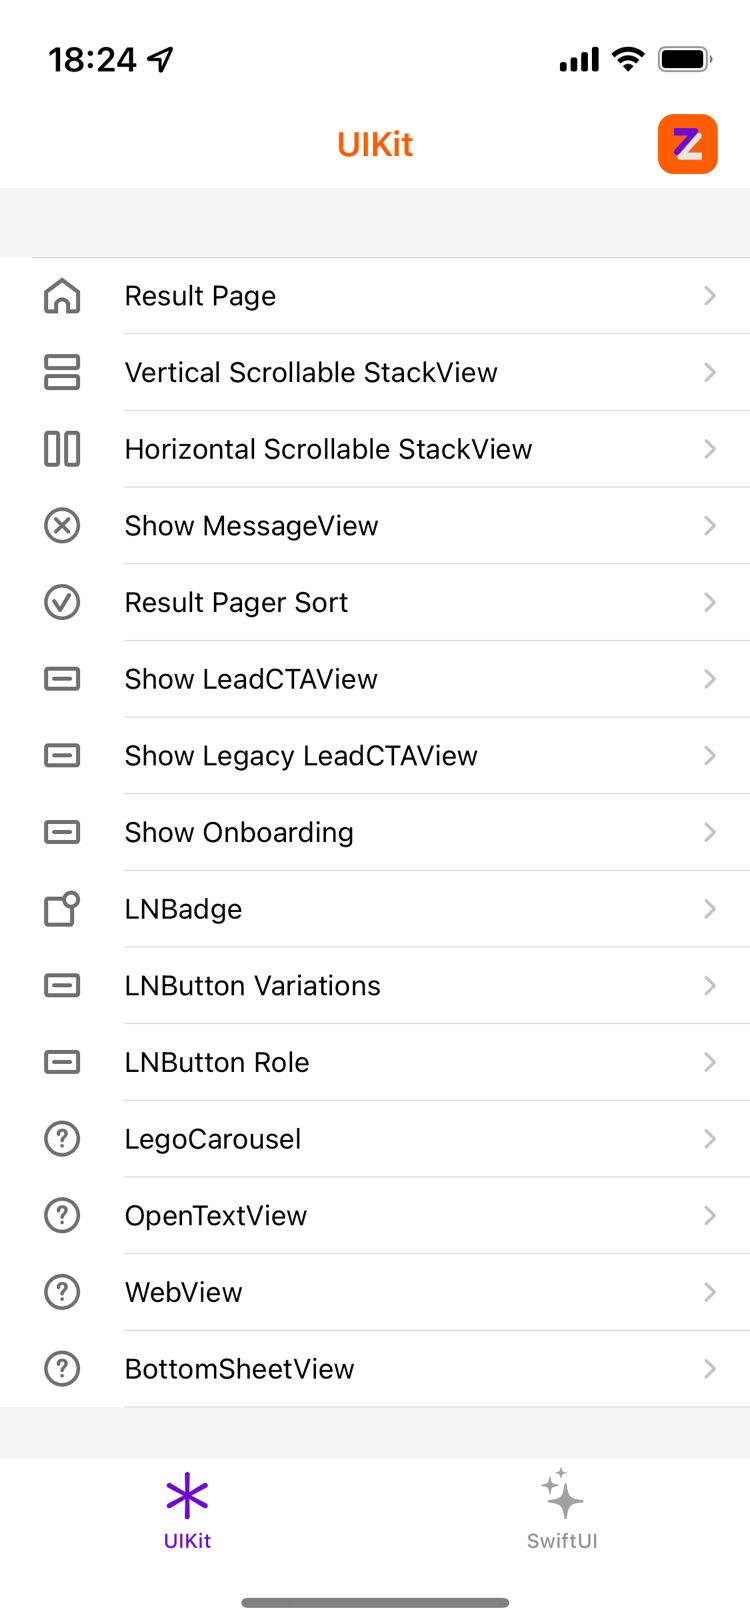 18:24
UIKit
Result Page
Vertical Scrollable StackView
Horizontal Scrollable StackView
Show MessageView
Result Pager Sort
Show LeadCTAView
Show Legacy LeadCTAView
Show Onboarding
LNBadge
LNButton Variations
LNButton Role
LegoCarousel
OpenTextView
WebView
BottomSheetView
UIKit
SwiftUI